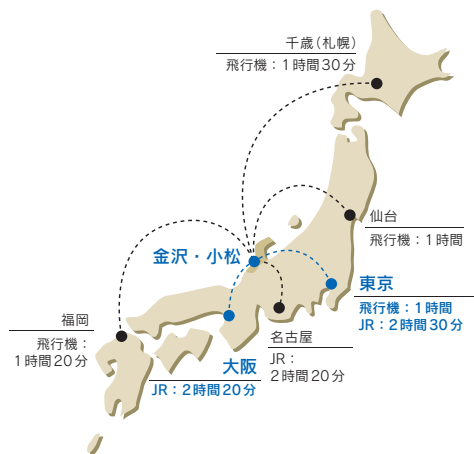 千歳（札幌）
飛行機：1時間30分
仙台
飛行機：1時間
金沢・小松
東京
飛行機：1時間
JR：2時間30分
福岡
飛行機：
1時間20分
名古屋
JR：
2時間20分
大阪
JR：2時間20分